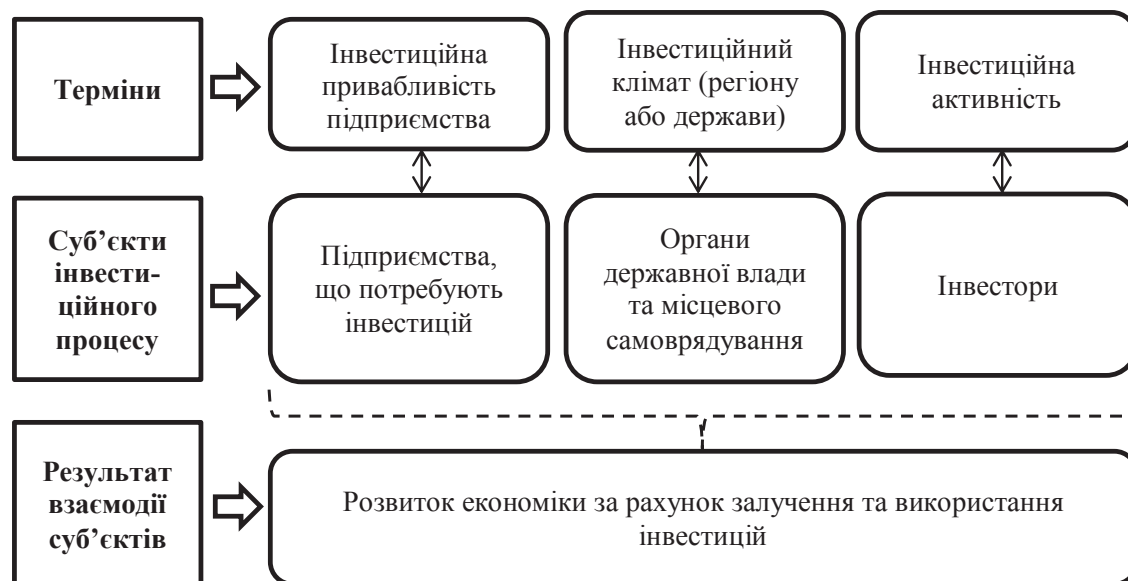 Терміни
Інвестиційна
привабливість
підприємства
Інвестиційний
клімат (регіону
або держави)
Інвестиційна
активність
Суб’єкти
інвести-
ційного
процесу
Підприємства,
що потребують
інвестицій
Органи
державної влади
та місцевого
самоврядування
Інвестори
Результат
взаємодії
суб’єктів
Розвиток економіки за рахунок залучення та використання
інвестицій